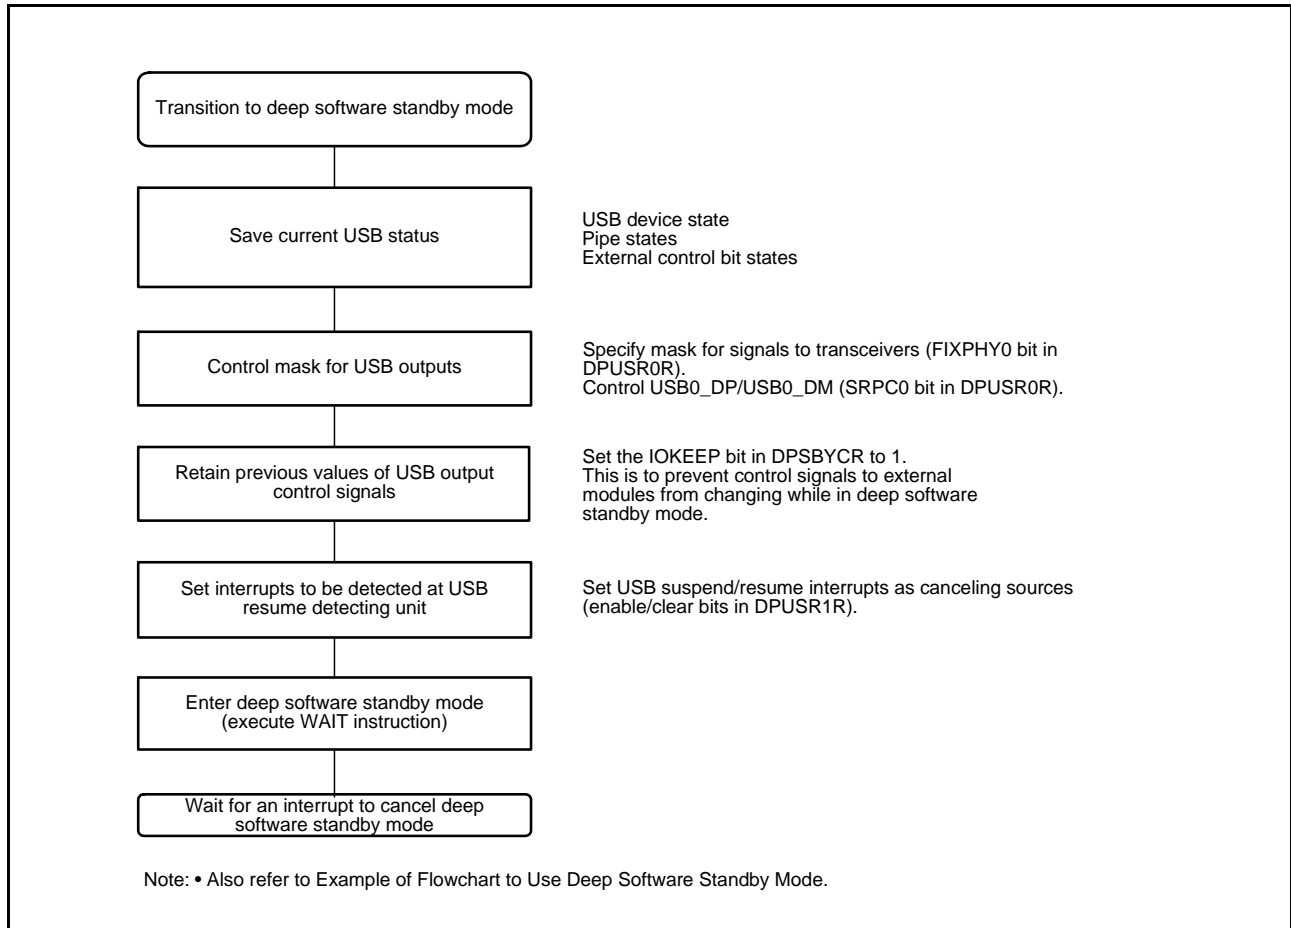 Transition to deep software standby mode
Save current USB status
USB device state
Pipe states
External control bit states
Control mask for USB outputs
Specify mask for signals to transceivers (FIXPHY0 bit in
DPUSR0R).
Control USB0_DP/USB0_DM (SRPC0 bit in DPUSR0R).
Retain previous values of USB output
control signals
Set the IOKEEP bit in DPSBYCR to 1.
This is to prevent control signals to external
modules from changing while in deep software
standby mode.
Set interrupts to be detected at USB
resume detecting unit
Set USB suspend/resume interrupts as canceling sources
(enable/clear bits in DPUSR1R).
Enter deep software standby mode
(execute WAIT instruction)
Wait for an interrupt to cancel deep
software standby mode
Note: • Also refer to Example of Flowchart to Use Deep Software Standby Mode.